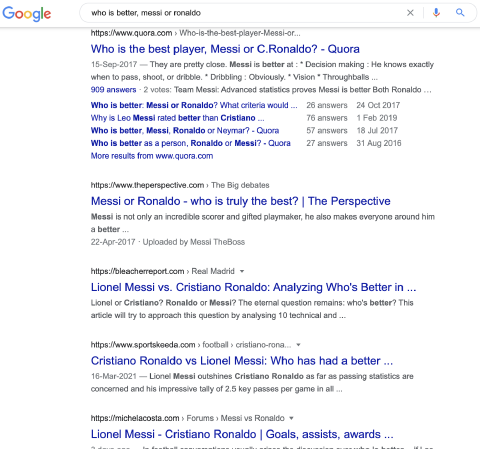 Google
who is better, messi or ronaldo
https://www.quora.com › Who-is-the-best-player-Messi-or...
Who is the best player, Messi or C.Ronaldo? - Quora
15-Sep-2017 — They are pretty close. Messi is better at : * Decision making : He knows exactly
when to pass, shoot, or dribble. * Dribbling : Obviously. * Vision * Throughballs ...
909 answers · 2 votes: Team Messi: Advanced statistics proves Messi is better Both Ronaldo ...
Who is better: Messi or Ronaldo? What criteria would ... 26 answers 24 Oct 2017
Why is Leo Messi rated better than Cristiano ... 76 answers 1 Feb 2019
Who is better, Messi, Ronaldo or Neymar? - Quora 57 answers 18 Jul 2017
Who is better as a person, Ronaldo or Messi? - Quora 27 answers 31 Aug 2016
More results from www.quora.com
https://www.theperspective.com › The Big debates
Messi or Ronaldo - who is truly the best? | The Perspective
Messi is not only an incredible scorer and gifted playmaker, he also makes everyone around him
a better ...
22-Apr-2017 · Uploaded by Messi TheBoss
https://bleacherreport.com › Real Madrid
Lionel Messi vs. Cristiano Ronaldo: Analyzing Who's Better in ...
Lionel or Cristiano? Ronaldo or Messi? The eternal question remains: who's better? This
article will try to approach this question by analysing 10 technical and ...
https://www.sportskeeda.com › football › cristiano-rona...
Cristiano Ronaldo vs Lionel Messi: Who has had a better ...
16-Mar-2021 — Lionel Messi outshines Cristiano Ronaldo as far as passing statistics are
concerned and his impressive tally of 2.5 key passes per game in all ...
https://michelacosta.com › Forums › Messi vs Ronaldo
Lionel Messi - Cristiano Ronaldo | Goals, assists, awards ...